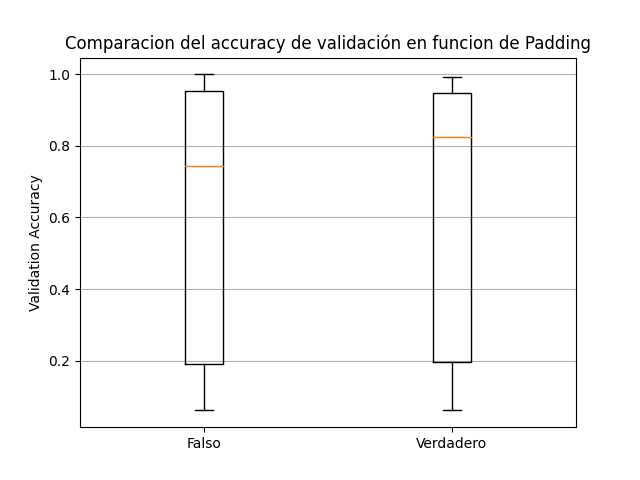 Comparacion del accuracy de validación en funcion de Padding
1.0
0.8
0.6
0.4
0.2
Validation Accuracy
Falso Verdadero